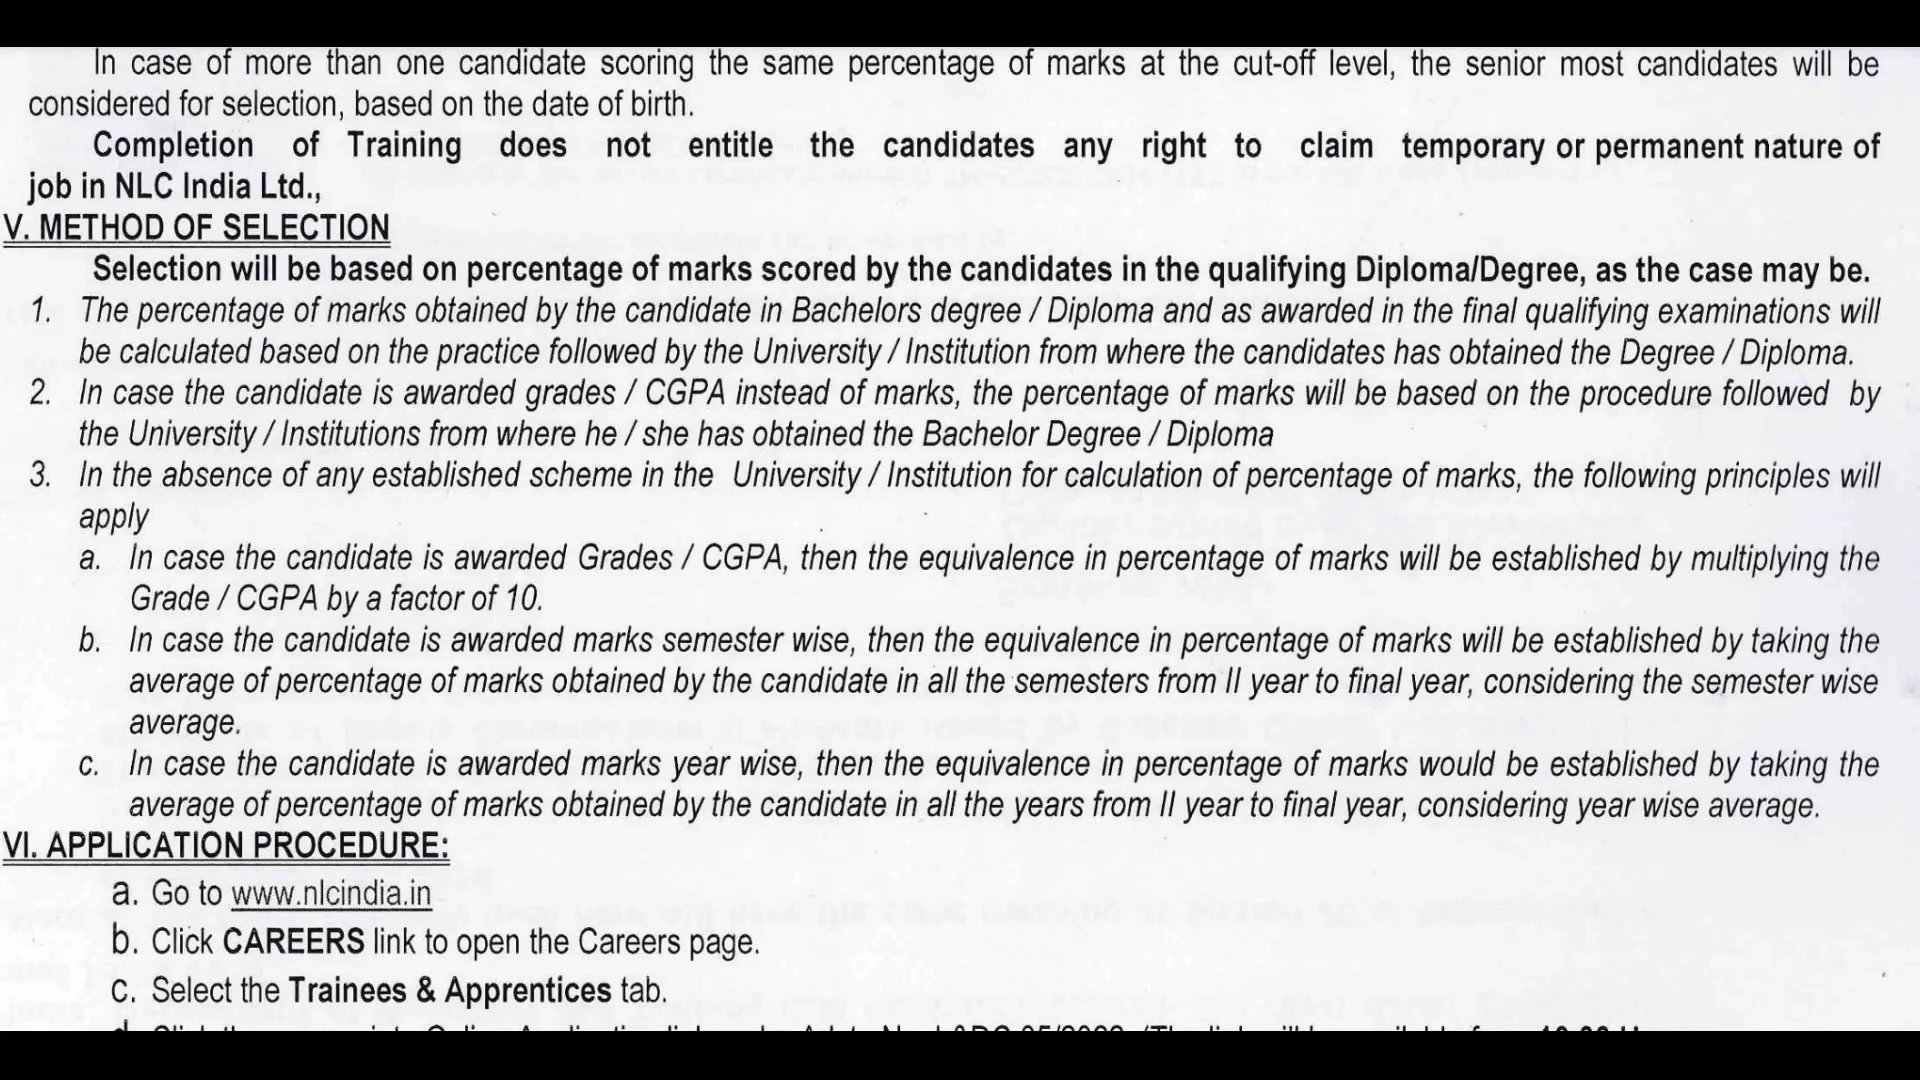 In case of more than one candidate scoring the same percentage of marks at the cut-off level, the senior most candidates will be
considered for selection, based on the date of birth.
Completion of Training does not entitle the candidates any right to claim temporary or permanent nature of
job in NLC India Ltd.,
V. METHOD OF SELECTION
Selection will be based on percentage of marks scored by the candidates in the qualifying Diploma/Degree, as the case may be.
1. The percentage of marks obtained by the candidate in Bachelors degree / Diploma and as awarded in the final qualifying examinations will
be calculated based on the practice followed by the University / Institution from where the candidates has obtained the Degree / Diploma.
2. In case the candidate is awarded grades / CGPA instead of marks, the percentage of marks will be based on the procedure followed by
the University / Institutions from where he / she has obtained the Bachelor Degree / Diploma
3. In the absence of any established scheme in the University / Institution for calculation of percentage of marks, the following principles will
apply
a. In case the candidate is awarded Grades / CGPA, then the equivalence in percentage of marks will be established by multiplying the
Grade / CGPA by a factor of 10.
b. In case the candidate is awarded marks semester wise, then the equivalence in percentage of marks will be established by taking the
average of percentage of marks obtained by the candidate in all the semesters from II year to final year, considering the semester wise
average.
c. In case the candidate is awarded marks year wise, then the equivalence in percentage of marks would be established by taking the
average of percentage of marks obtained by the candidate in all the years from II year to final year, considering year wise average.
VI. APPLICATION PROCEDURE:
a. Go to www.nlcindia.in
b. Click CAREERS link to open the Careers page.
c. Select the Trainees & Apprentices tab.